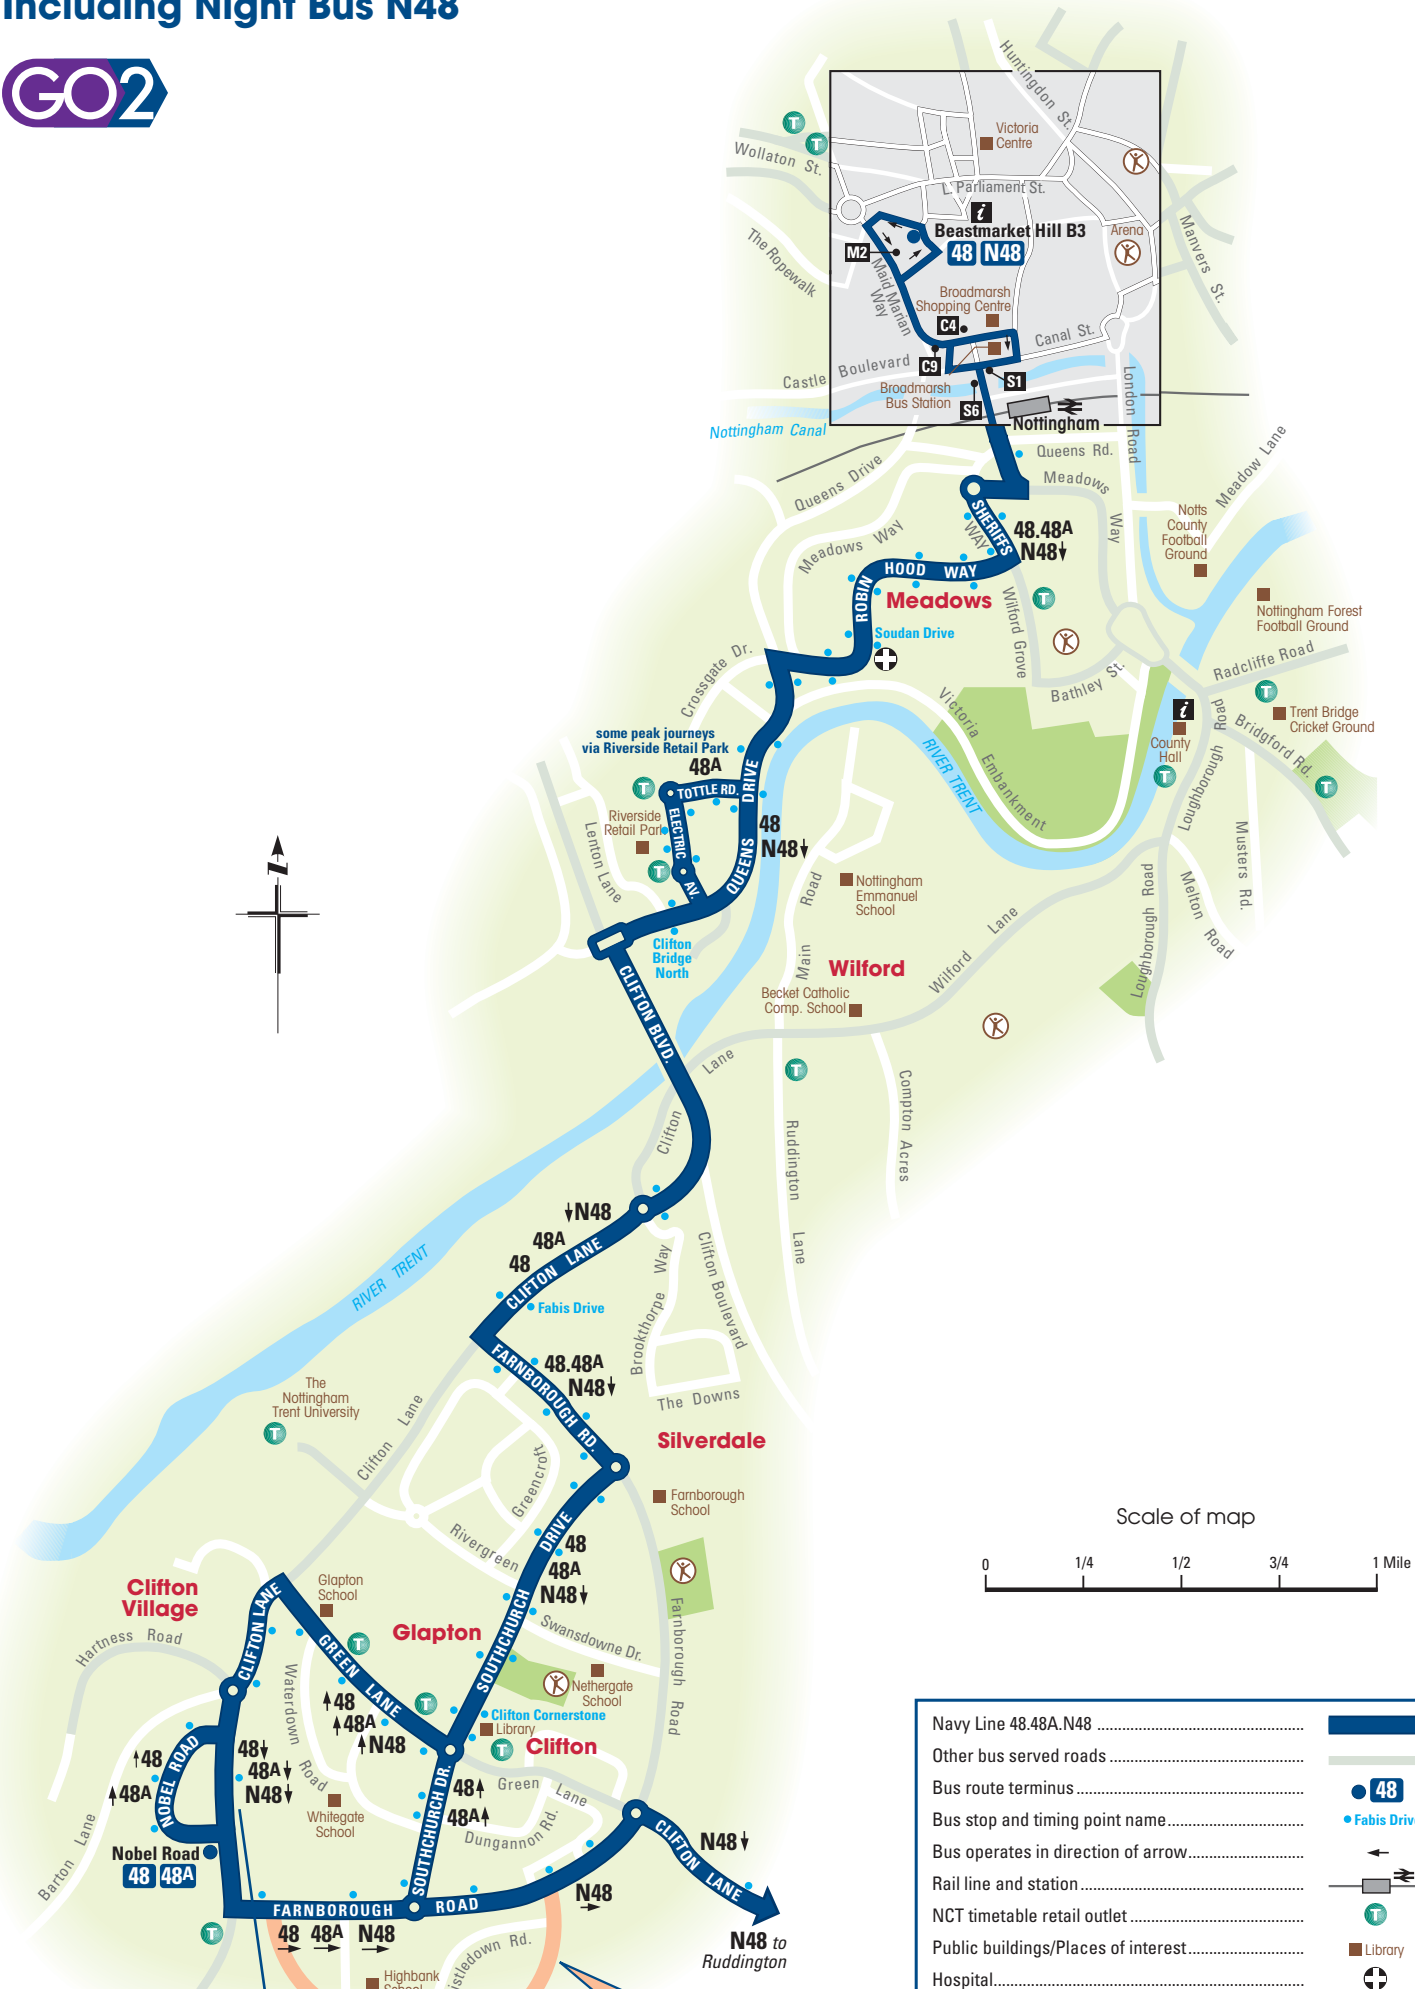 Including Night Bus N48
GO2
Huntingdon St.
Victoria
Centre
Wollaton St.
L. Parliament St.
i
Beastmarket Hill B3
48 N48
Arena
Manvers St.
M2
The Ropewalk
Maid Marian
Way
Broadmarsh
Shopping Centre
C4
Canal St.
C9
Castle Boulevard
S1
Broadmarsh
Bus Station
S6
London Road
Nottingham
Nottingham Canal
Queens Rd.
Queens Drive
Meadows Way
Meadow Lane
SHERIFFS
WAY
48.48A
N48
Notts
County
Football
Ground
Meadows Way
ROBIN HOOD WAY
Meadows
Wilford Grove
Nottingham Forest
Football Ground
Soudan Drive
Crossgate Dr.
Bathley St.
Radcliffe Road
Victoria Embankment
i
County
Hall
Trent Bridge
Cricket Ground
Bridgford Rd.
some peak journeys
via Riverside Retail Park
48A
RIVER TRENT
Loughborough Road
TOTTLE RD.
QUEENS DRIVE
Riverside
Retail Park
ELECTRIC AV.
48
N48
Lenton Lane
Musters Rd.
Melton Road
Loughborough Road
n
Nottingham
Emmanuel
School
Main Road
Clifton
Bridge
North
Wilford
Wilford Lane
Becket Catholic
Comp. School
CLIFTON BLVD.
Clifton Lane
Compton Acres
Ruddington Lane
N48
48A
48
CLIFTON LANE
Fabis Drive
RIVER TRENT
Brookthorpe Way
Clifton Boulevard
The Downs
FARNBOROUGH RD.
48.48A
N48
The
Nottingham
Trent University
Clifton Lane
Silverdale
Greencroft
Farnborough
School
Rivergreen
Scale of map
0 1/4 1/2 3/4 1 Mile
SOUTHCHURCH DRIVE
48
48A
N48
Clifton
Village
Glapton
School
Hartness Road
CLIFTON LANE
Glapton
GREEN LANE
Swansdowne Dr.
Farnborough Road
Nethergate
School
Waterdown Road
48
48A
N48
Clifton Cornerstone
Library
Clifton
48
48A
NOBEL ROAD
48
48A
N48
Green Lane
48
48A
SOUTHCHURCH DR.
Whitegate
School
Dungannon Rd.
Barton Lane
Nobel Road
48 48A
CLIFTON LANE
N48
FARNBOROUGH ROAD
N48
48 48A N48
N48 to
Ruddington
istledown Rd.
Highbank
School
Navy Line 48.48A.N48
Other bus served roads
Bus route terminus
48
Bus stop and timing point name
Fabis Driv
Bus operates in direction of arrow
Rail line and station
NCT timetable retail outlet
T
Public buildings/Places of interest
Library
Hospital